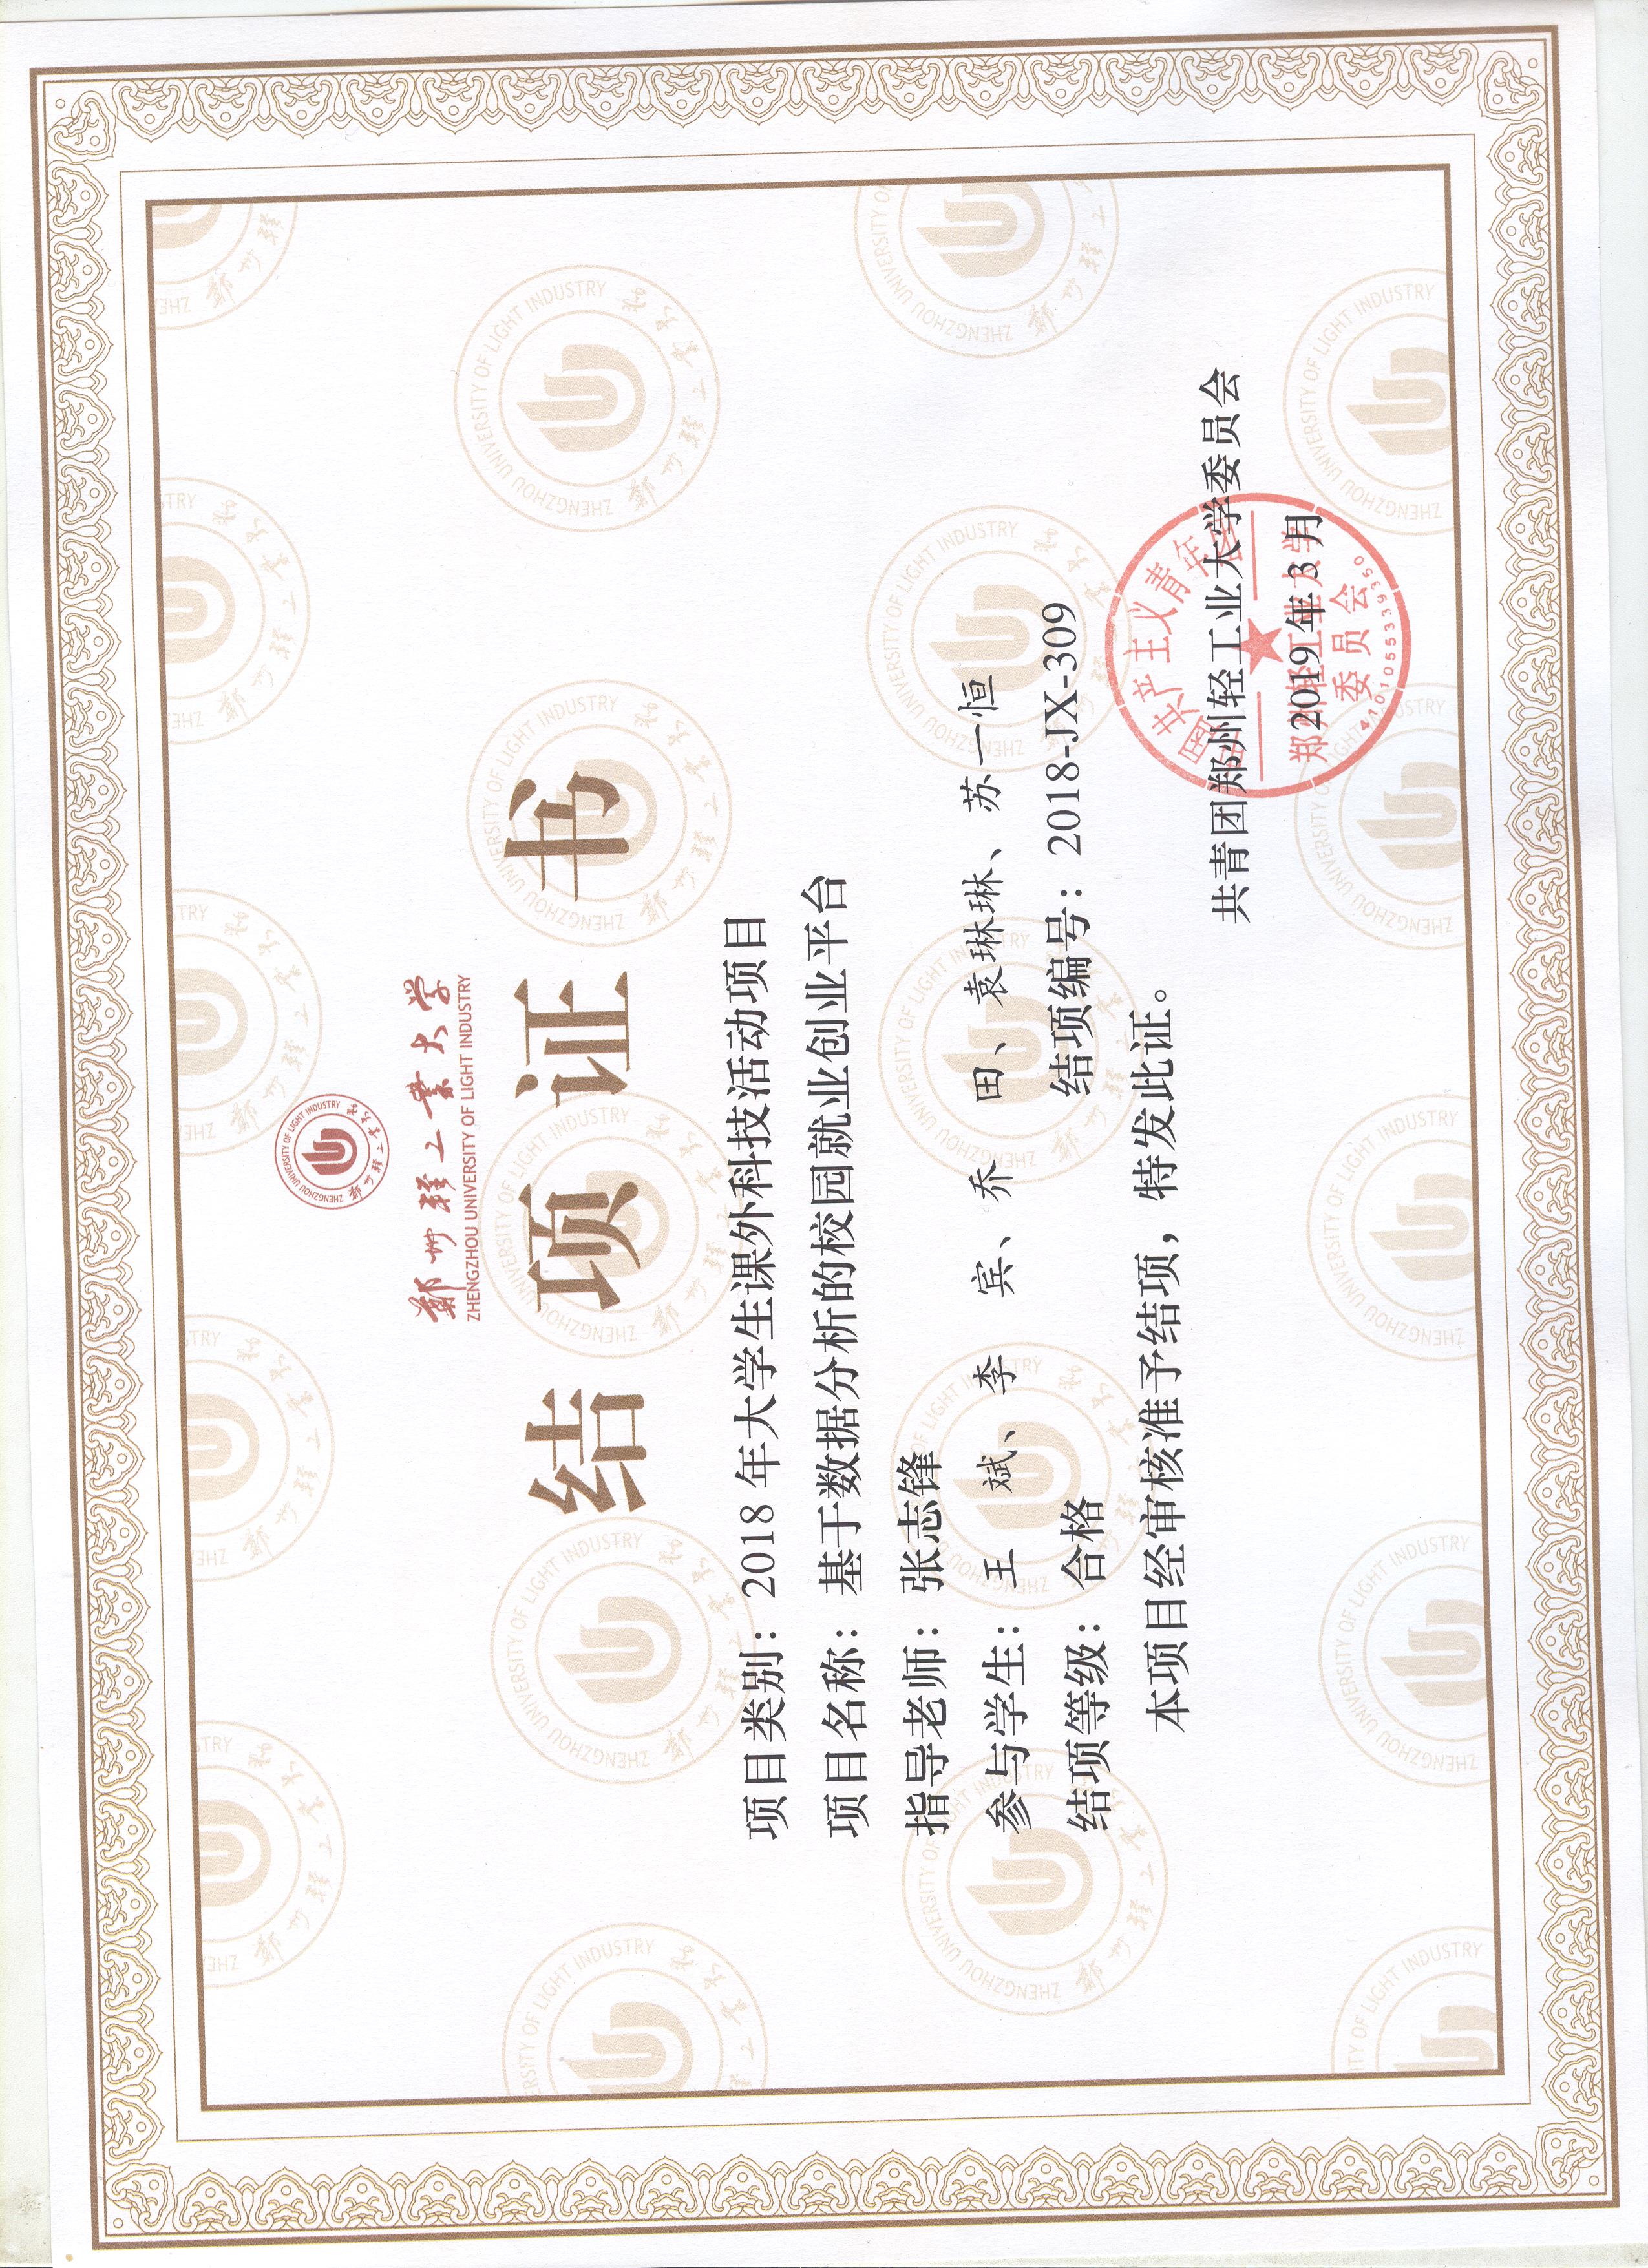 ZHENGZHOU UNIVERSITY OF LIGHT INDUSTRY
郑州轻工业大学
鄭州轻工業大学
ZHENGZHOU UNIVERSITY OF LIGHT INDUSTRY
结项证书
项目类别：2018 年大学生课外科技活动项目
项目名称：基于数据分析的校园就业创业平台
指导老师：张志锋
参与学生：王 斌、李 宾、乔 田、袁琳琳、苏一恒
结项等级：合格 结项编号：2018-JX-309
本项目经审核准予结项，特发此证。
共青团郑州轻工业大学委员会
2019 年 3 月
中国共产主义青年团
郑州轻工业大学
委员会
4101055339350